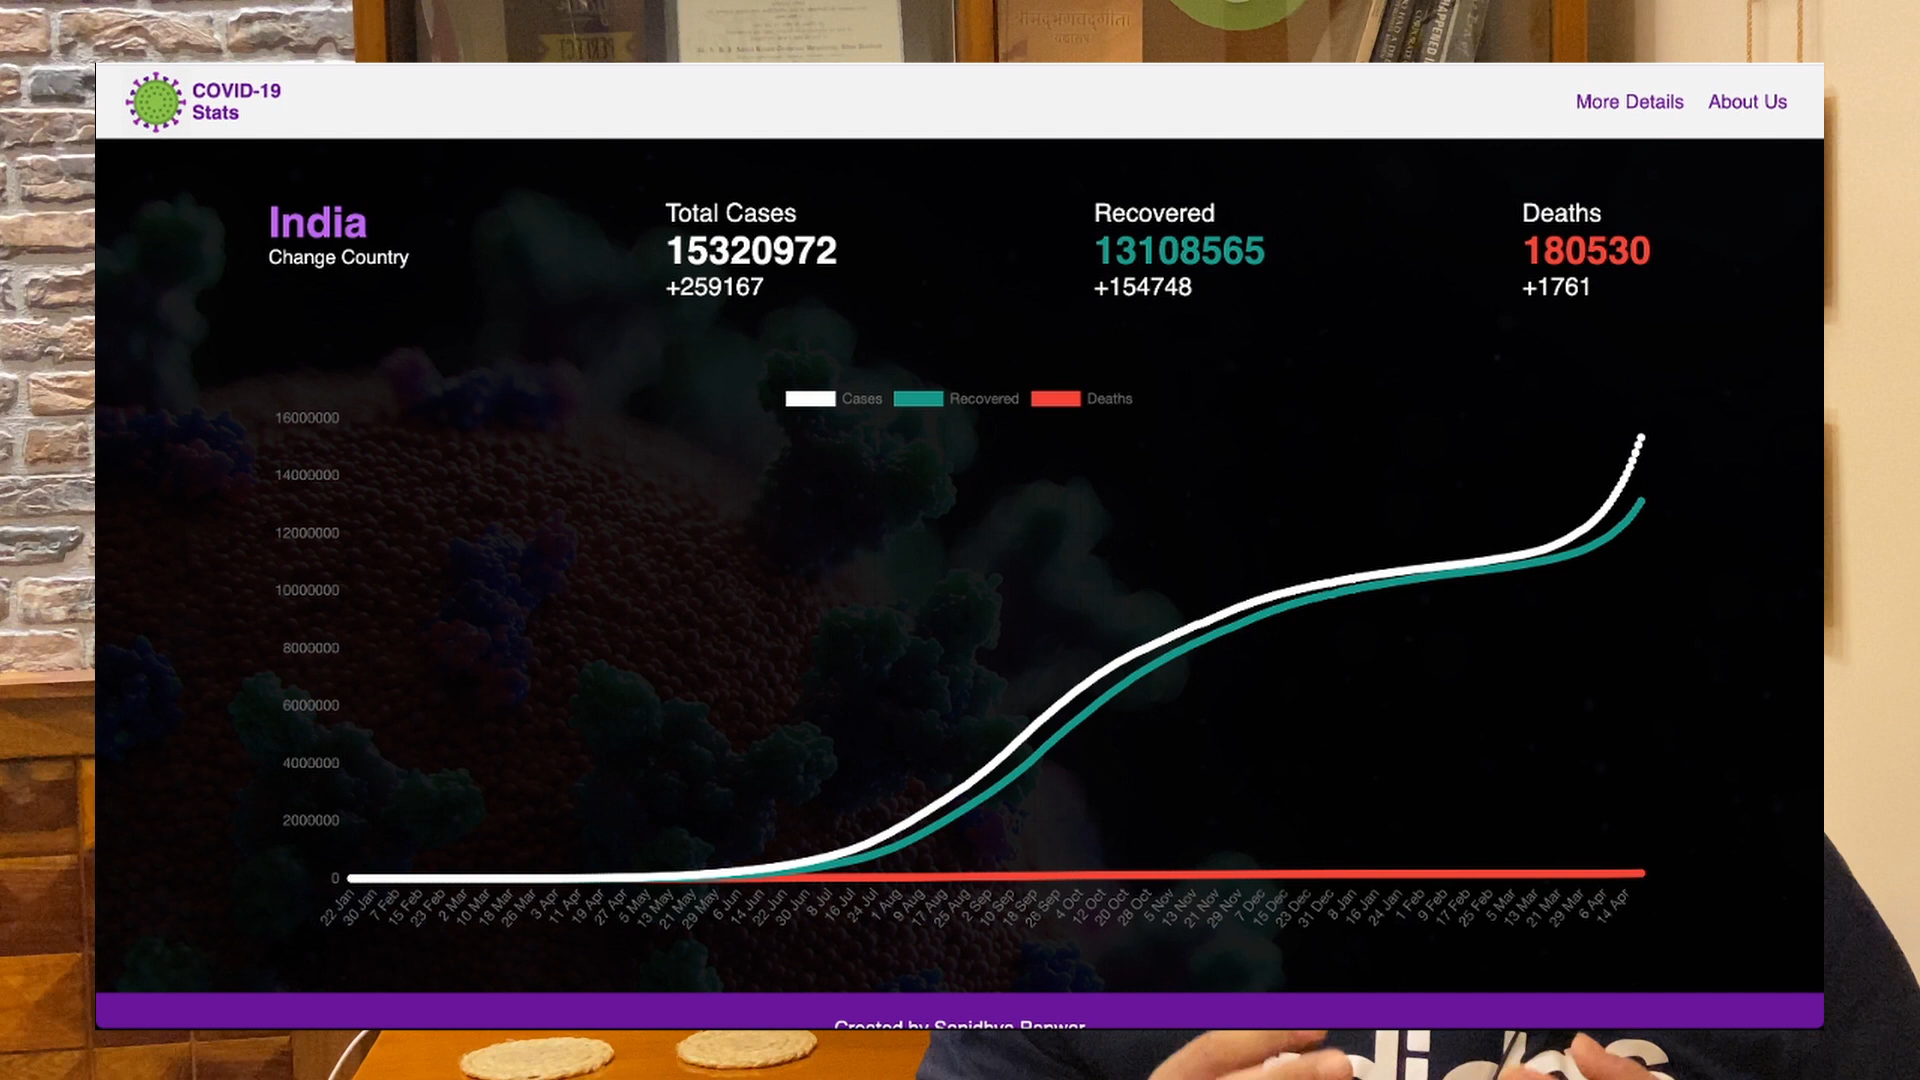 श्रीमद्भगवद्गीता
COVID-19
Stats
More Details
About Us
India
Change Country
Total Cases
15320972
+259167
Recovered
13108565
+154748
Deaths
180530
+1761
Cases
Recovered
Deaths
16000000
14000000
12000000
10000000
8000000
6000000
4000000
2000000
0
22 Jan
30 Jan
7 Feb
15 Feb
23 Feb
2 Mar
10 Mar
18 Mar
26 Mar
3 Apr
11 Apr
19 Apr
27 Apr
5 May
13 May
21 May
29 May
6 Jun
14 Jun
22 Jun
30 Jun
8 Jul
16 Jul
24 Jul
1 Aug
9 Aug
17 Aug
25 Aug
2 Sep
10 Sep
18 Sep
26 Sep
4 Oct
12 Oct
20 Oct
28 Oct
5 Nov
13 Nov
21 Nov
29 Nov
7 Dec
15 Dec
23 Dec
31 Dec
8 Jan
16 Jan
24 Jan
1 Feb
9 Feb
17 Feb
25 Feb
5 Mar
13 Mar
21 Mar
29 Mar
6 Apr
14 Apr
Created by Sanidhya Panwar